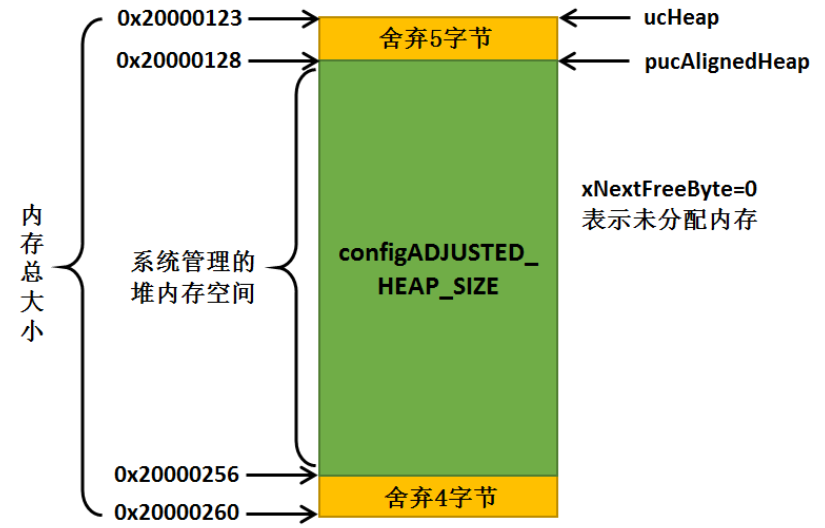 0x20000123
舍弃5字节
ucHeap
0x20000128
pucAlignedHeap
内存总大小
系统管理的
堆内存空间
configADJUSTED_
HEAP_SIZE
xNextFreeByte=0
表示未分配内存
0x20000256
舍弃4字节
0x20000260